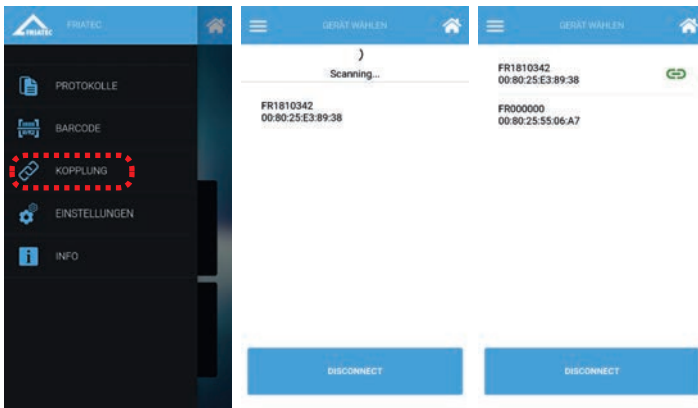 FRIATEC
FRIATEC
PROTOKOLLE
BARCODE
KOPPLUNG
EINSTELLUNGEN
INFO
GERÄT WÄHLEN
Scanning...
FR1810342
00:80:25:E3:89:38
DISCONNECT
GERÄT WÄHLEN
FR1810342
00:80:25:E3:89:38
FR000000
00:80:25:55:06:A7
DISCONNECT